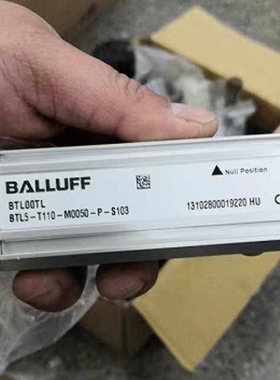 Null Position
BALLUFF
BTL00TL
BTL5-T110-M0050-P-S103
13102800019220 HU